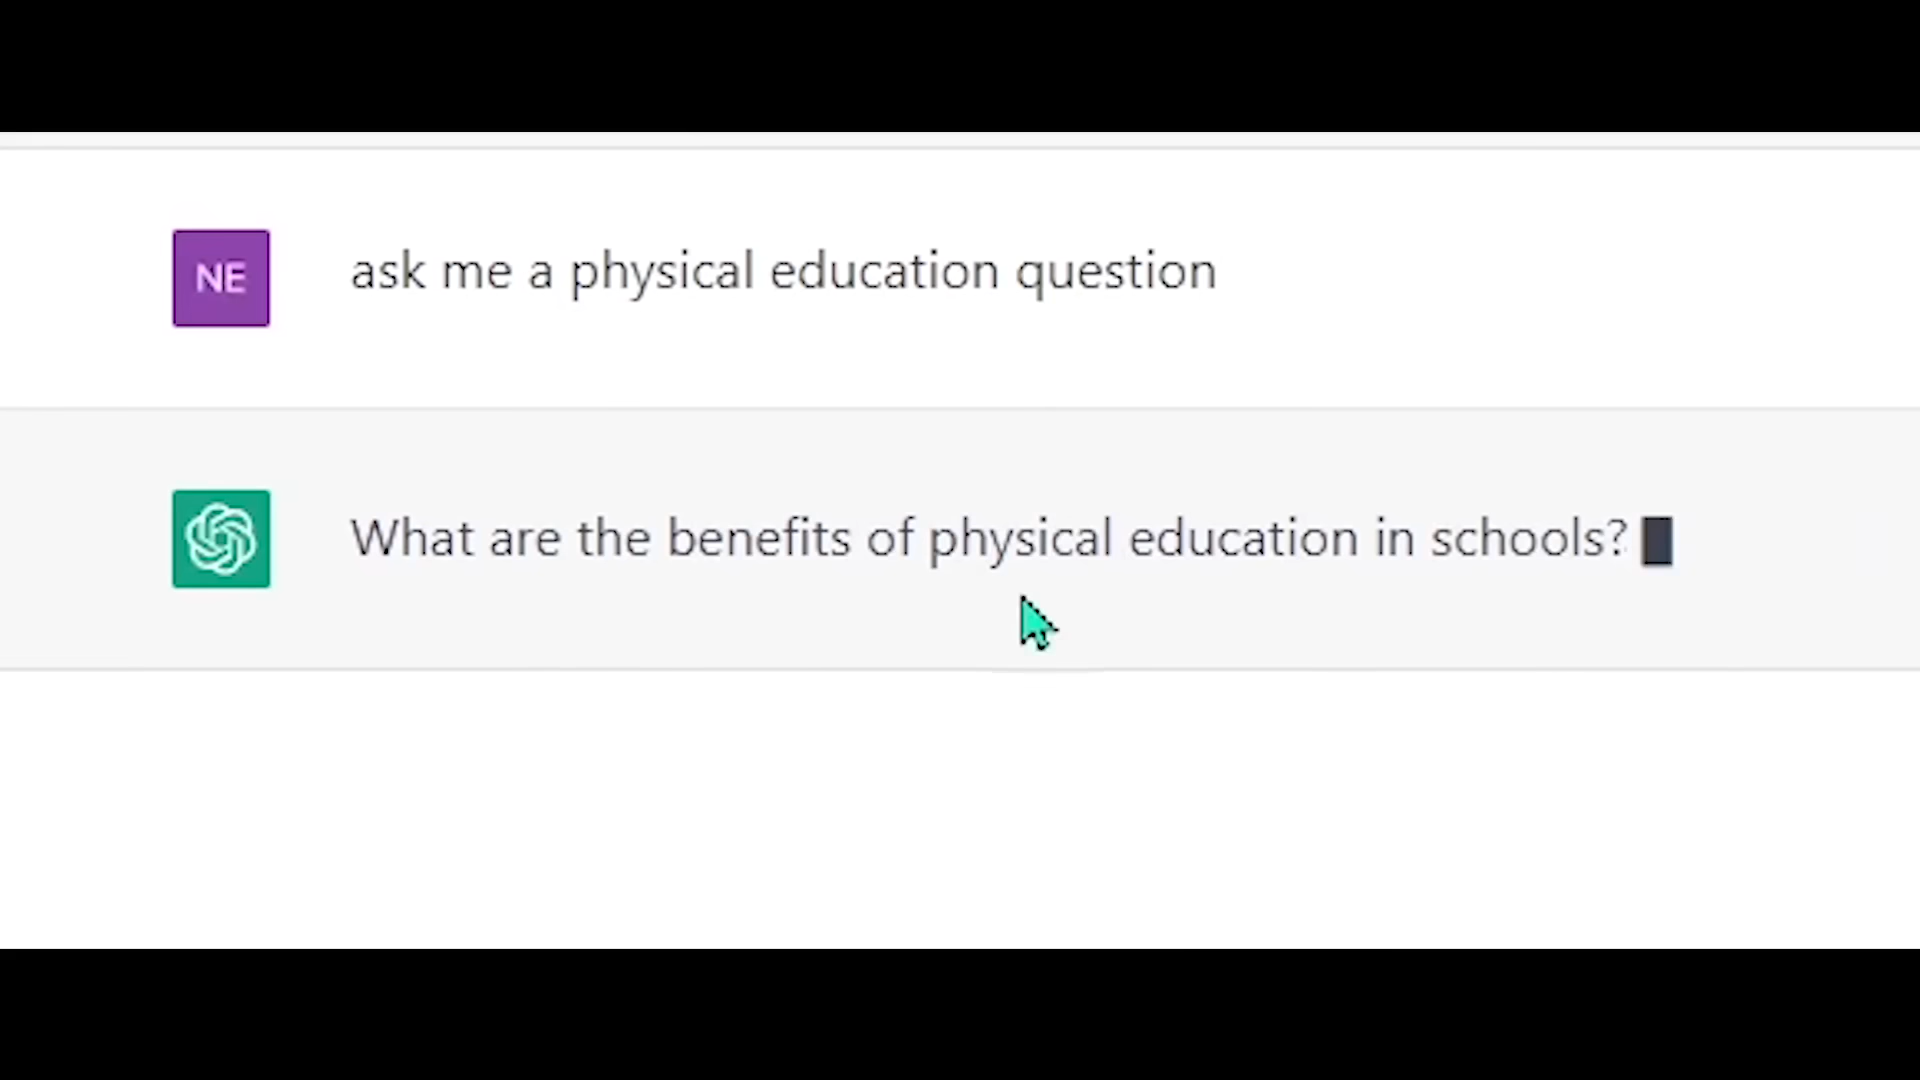 NE
ask me a physical education question
What are the benefits of physical education in schools?